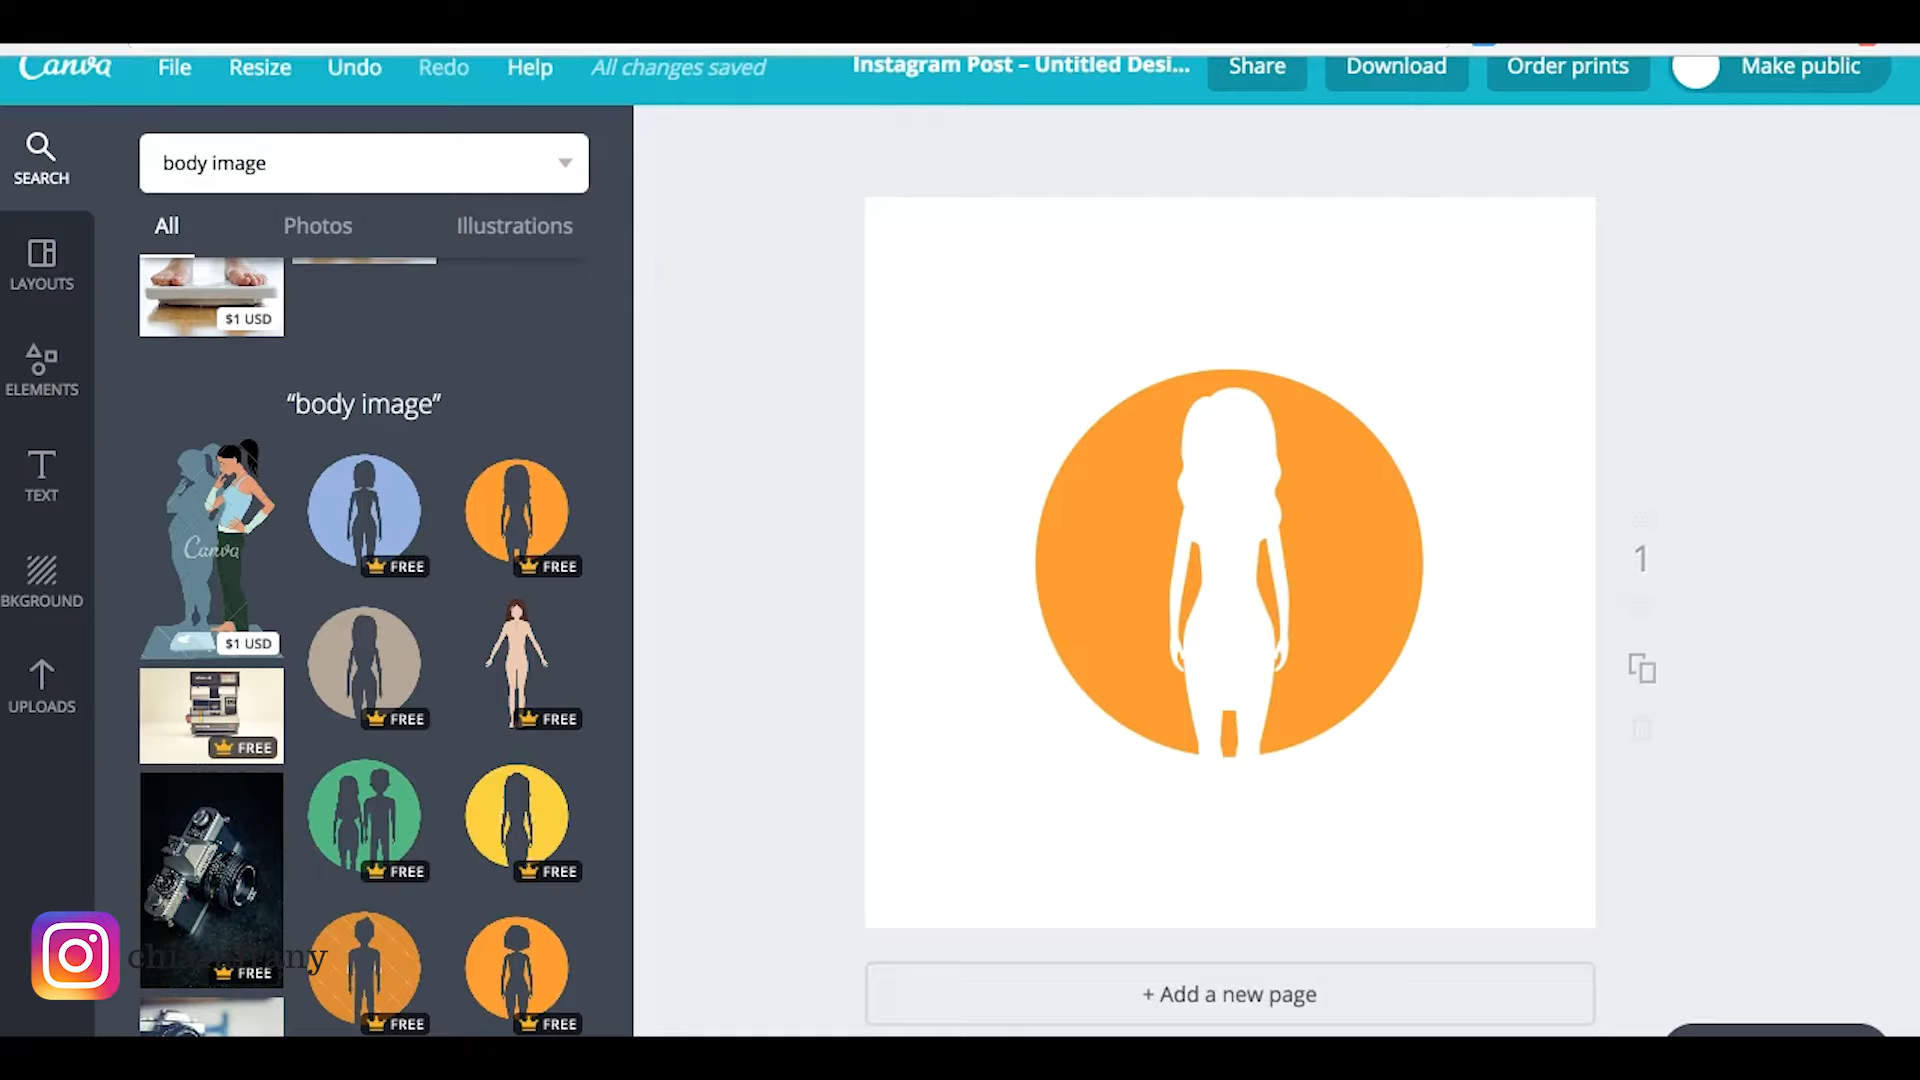 Canva File Resize Undo Redo Help All changes saved Instagram Post – Untitled Desi... Share Download Order prints Make public
SEARCH
LAYOUTS
ELEMENTS
TEXT
BKGROUND
UPLOADS
body image
All Photos Illustrations
$1 USD
“body image”
FREE FREE
Canva
$1 USD
FREE FREE
FREE
FREE FREE
FREE
FREE FREE
1
+ Add a new page